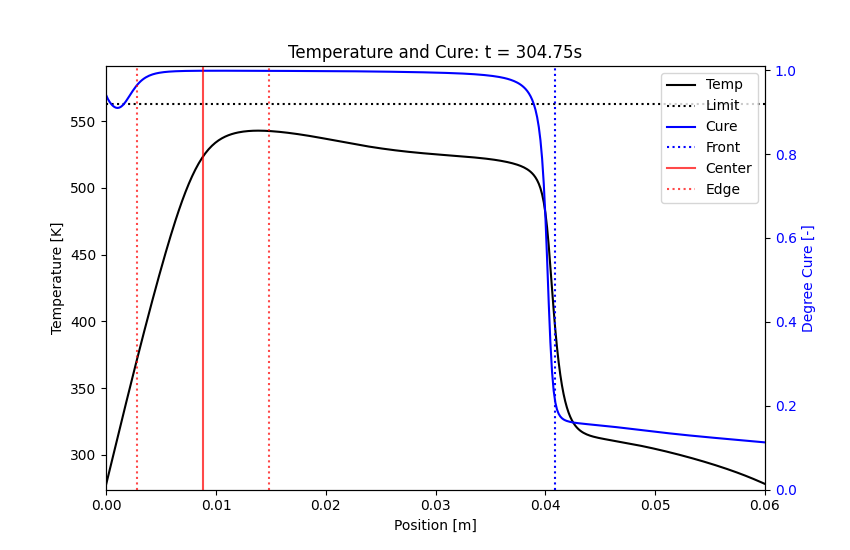 Temperature and Cure: t = 304.75s
Temperature [K]
550
500
450
400
350
300
Temp
Limit
Cure
Front
Center
Edge
1.0
0.8
0.6
0.4
0.2
0.0
Degree Cure [-]
0.00 0.01 0.02 0.03 0.04 0.05 0.06
Position [m]